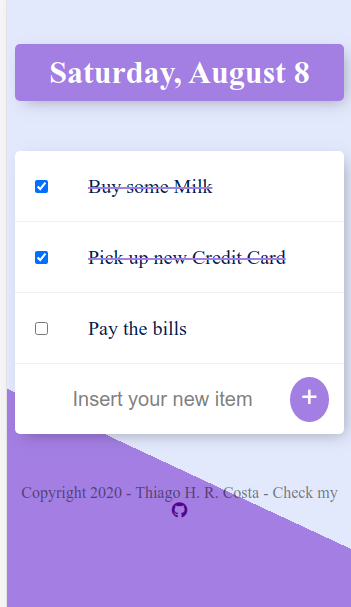 Saturday, August 8
Buy some Milk
Pick up new Credit Card
Pay the bills
Insert your new item
+
Copyright 2020 - Thiago H. R. Costa - Check my